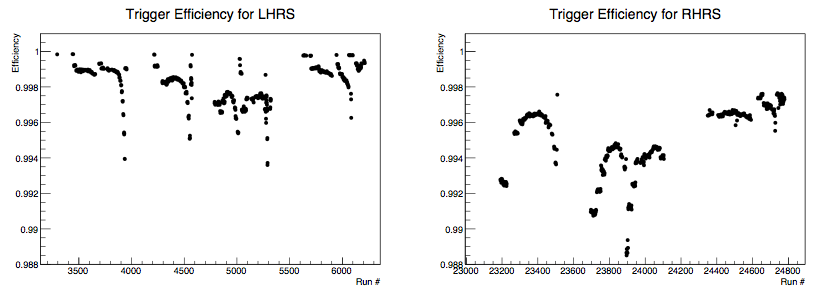 Trigger Efficiency for LHRS
Efficiency
1
0.998
0.996
0.994
0.992
0.99
0.988
3500 4000 4500 5000 5500 6000
Run #
Trigger Efficiency for RHRS
Efficiency
1
0.998
0.996
0.994
0.992
0.99
0.988
23000 23200 23400 23600 23800 24000 24200 24400 24600 24800
Run #